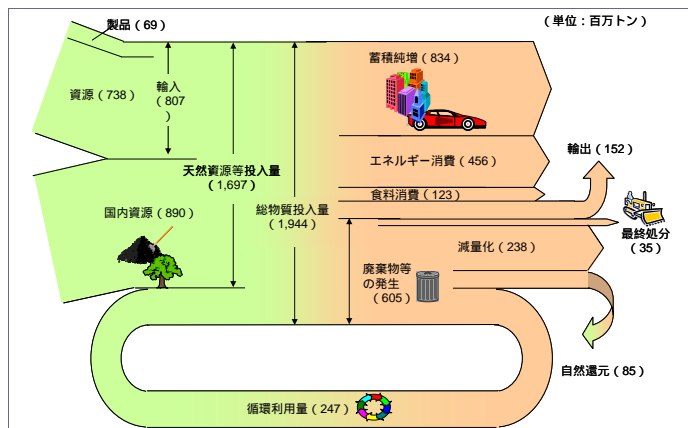 製品(69)
(単位:百万トン)
資源(738)
輸入
(807
)
蓄積純増(834)
天然資源等投入量
(1,697)
エネルギー消費(456)
輸出(152)
食料消費(123)
国内資源(890)
総物質投入量
(1,944)
最終処分
(35)
減量化(238)
廃棄物等
の発生
(605)
自然還元(85)
循環利用量(247)